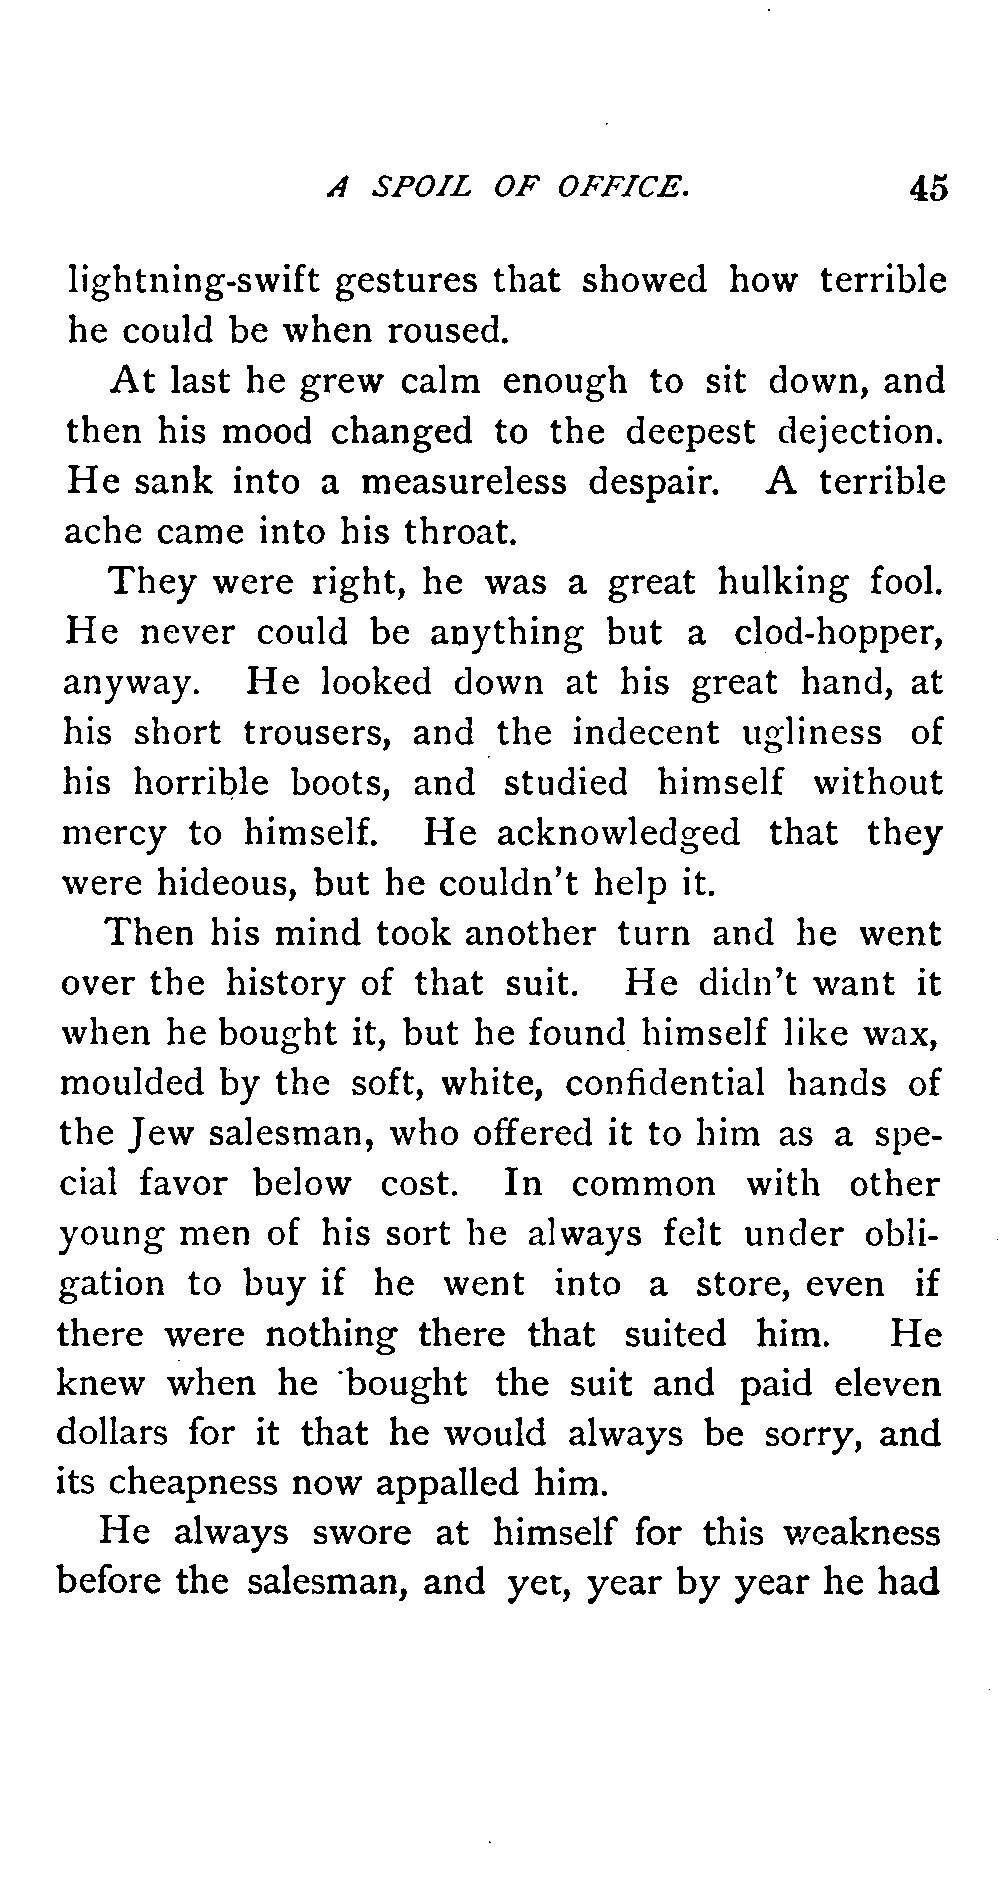 A SPOIL OF OFFICE. 45
lightning-swift gestures that showed how terrible
he could be when roused.
At last he grew calm enough to sit down, and
then his mood changed to the deepest dejection.
He sank into a measureless despair. A terrible
ache came into his throat.
They were right, he was a great hulking fool.
He never could be anything but a clod-hopper,
anyway. He looked down at his great hand, at
his short trousers, and the indecent ugliness of
his horrible boots, and studied himself without
mercy to himself. He acknowledged that they
were hideous, but he couldn't help it.
Then his mind took another turn and he went
over the history of that suit. He didn't want it
when he bought it, but he found himself like wax,
moulded by the soft, white, confidential hands of
the Jew salesman, who offered it to him as a spe-
cial favor below cost. In common with other
young men of his sort he always felt under obli-
gation to buy if he went into a store, even if
there were nothing there that suited him. He
knew when he bought the suit and paid eleven
dollars for it that he would always be sorry, and
its cheapness now appalled him.
He always swore at himself for this weakness
before the salesman, and yet, year by year he had